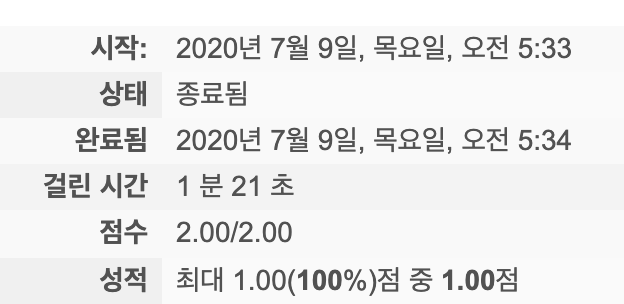 시작: 2020년 7월 9일, 목요일, 오전 5:33
상태 종료됨
완료됨 2020년 7월 9일, 목요일, 오전 5:34
걸린 시간 1 분 21 초
점수 2.00/2.00
성적 최대 1.00(100%)점 중 1.00점